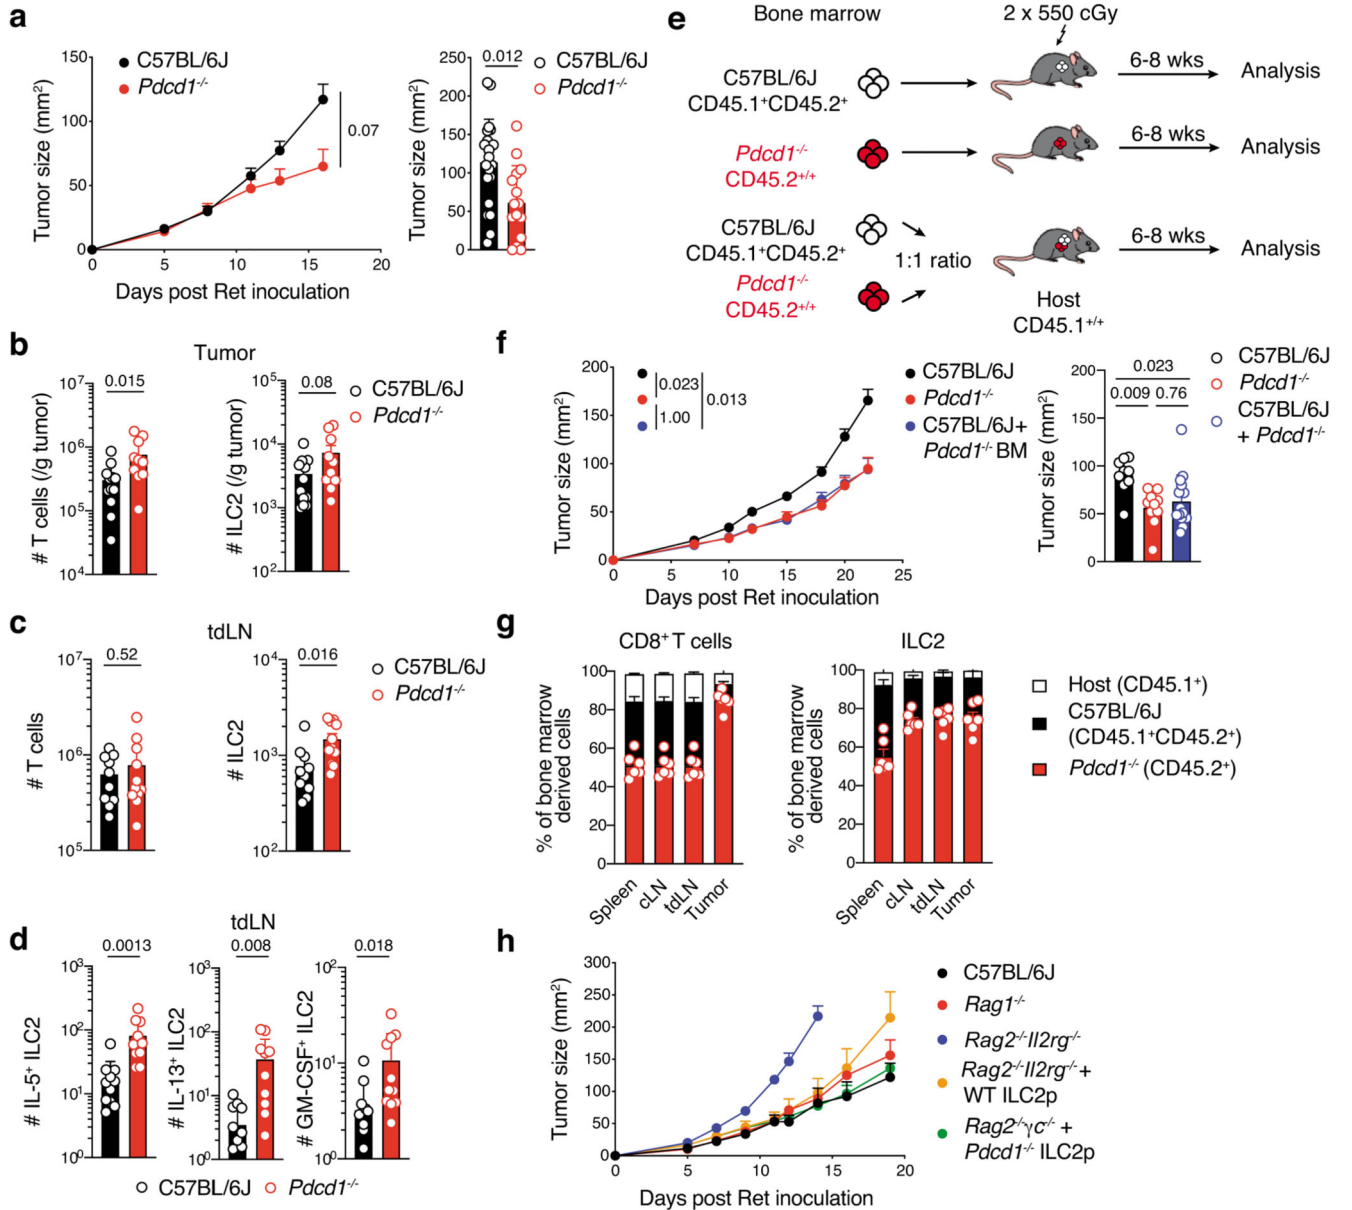 a
Tumor size (mm²)
150
100
50
0
0 5 10 15 20
Days post Ret inoculation
C57BL/6J
Pdcd1-/-
0.07
Tumor size (mm²)
250
200
150
100
50
0
0.012
C57BL/6J
Pdcd1-/-
e
Bone marrow
2 x 550 cGy
C57BL/6J
CD45.1⁺CD45.2⁺
6-8 wks
Analysis
Pdcd1-/-
CD45.2+/+
6-8 wks
Analysis
C57BL/6J
CD45.1⁺CD45.2⁺
1:1 ratio
Pdcd1-/-
CD45.2+/+
6-8 wks
Analysis
Host
CD45.1+/+
b
Tumor
# T cells (/g tumor)
10⁷
10⁶
10⁵
10⁴
0.015
# ILC2 (/g tumor)
10⁵
10⁴
10³
10²
0.08
C57BL/6J
Pdcd1-/-
f
Tumor size (mm²)
200
150
100
50
0
0 5 10 15 20 25
Days post Ret inoculation
0.023
1.00
0.013
C57BL/6J
Pdcd1-/-
C57BL/6J+
Pdcd1-/- BM
Tumor size (mm²)
200
150
100
50
0
0.023
0.009 0.76
C57BL/6J
Pdcd1-/-
C57BL/6J
+ Pdcd1-/-
c
tdLN
# T cells
10⁷
10⁶
10⁵
0.52
# ILC2
10⁴
10³
10²
0.016
C57BL/6J
Pdcd1-/-
g
CD8⁺ T cells
% of bone marrow
derived cells
100
80
60
40
20
0
Spleen
cLN
tdLN
Tumor
ILC2
% of bone marrow
derived cells
100
80
60
40
20
0
Spleen
cLN
tdLN
Tumor
Host (CD45.1⁺)
C57BL/6J
(CD45.1⁺CD45.2⁺)
Pdcd1-/- (CD45.2⁺)
d
tdLN
# IL-5⁺ ILC2
10³
10²
10¹
10⁰
0.0013
# IL-13⁺ ILC2
10³
10²
10¹
10⁰
0.008
# GM-CSF⁺ ILC2
10²
10¹
10⁰
0.018
C57BL/6J
Pdcd1-/-
h
Tumor size (mm²)
300
250
200
150
100
50
0
0 5 10 15 20
Days post Ret inoculation
C57BL/6J
Rag1-/-
Rag2-/-Il2rg-/-
Rag2-/-Il2rg-/- +
WT ILC2p
Rag2-/-γc-/- +
Pdcd1-/- ILC2p